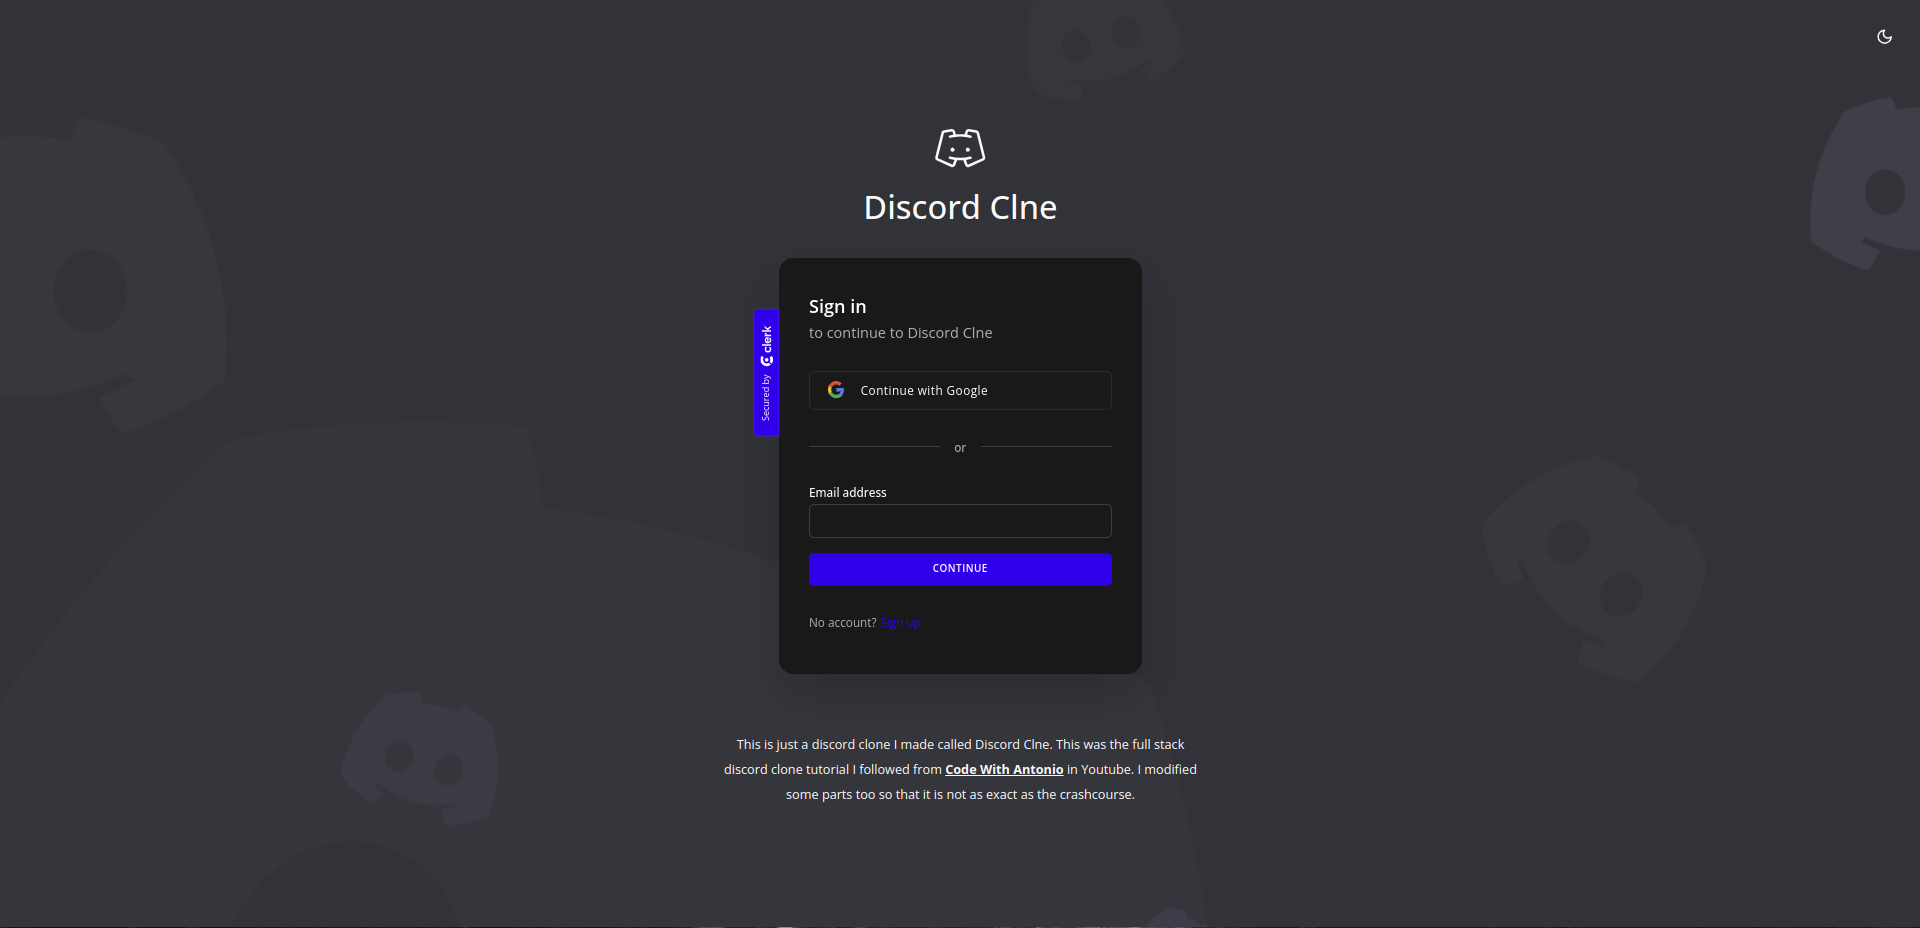 Discord Clne
Sign in
to continue to Discord Clne
Secured by clerk
Continue with Google
or
Email address
CONTINUE
No account? Sign up
This is just a discord clone I made called Discord Clne. This was the full stack
discord clone tutorial I followed from Code With Antonio in Youtube. I modified
some parts too so that it is not as exact as the crashcourse.